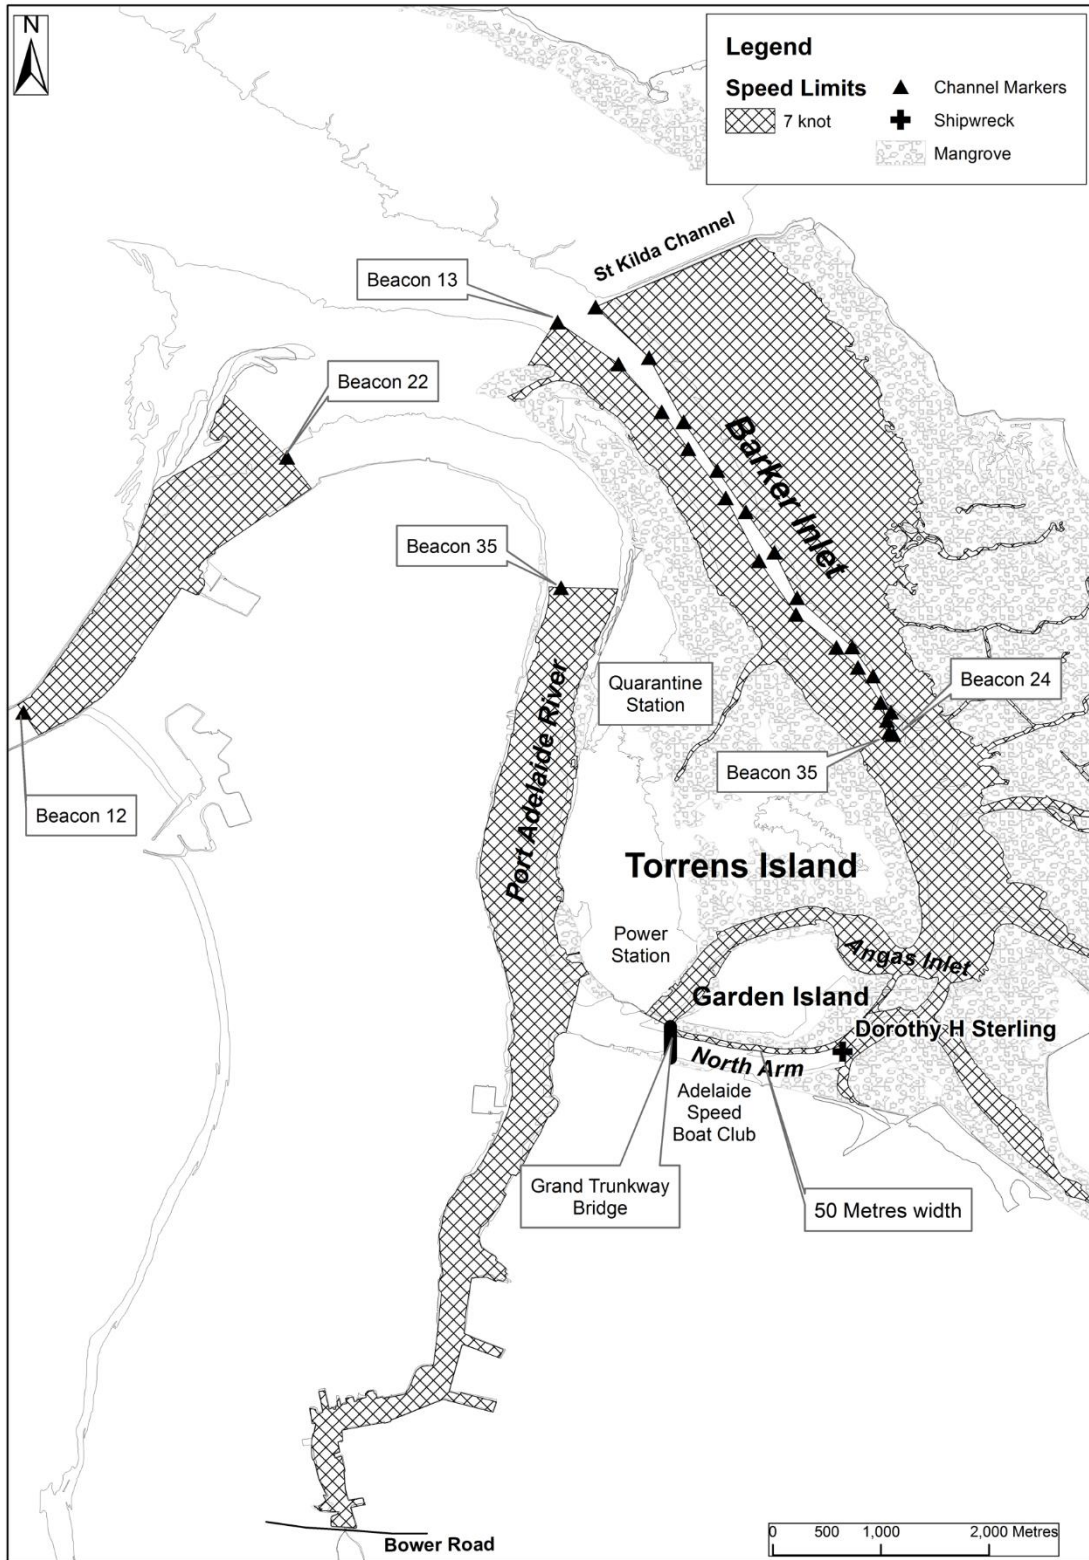 N
Legend
Speed Limits
7 knot
Channel Markers
Shipwreck
Mangrove
St Kilda Channel
Beacon 13
Beacon 22
Barker Inlet
Beacon 35
Quarantine
Station
Beacon 24
Port Adelaide River
Beacon 35
Beacon 12
Torrens Island
Power
Station
Angas Inlet
Garden Island
Dorothy H Sterling
North Arm
Adelaide
Speed
Boat Club
Grand Trunkway
Bridge
50 Metres width
Bower Road
0 500 1,000 2,000 Metres